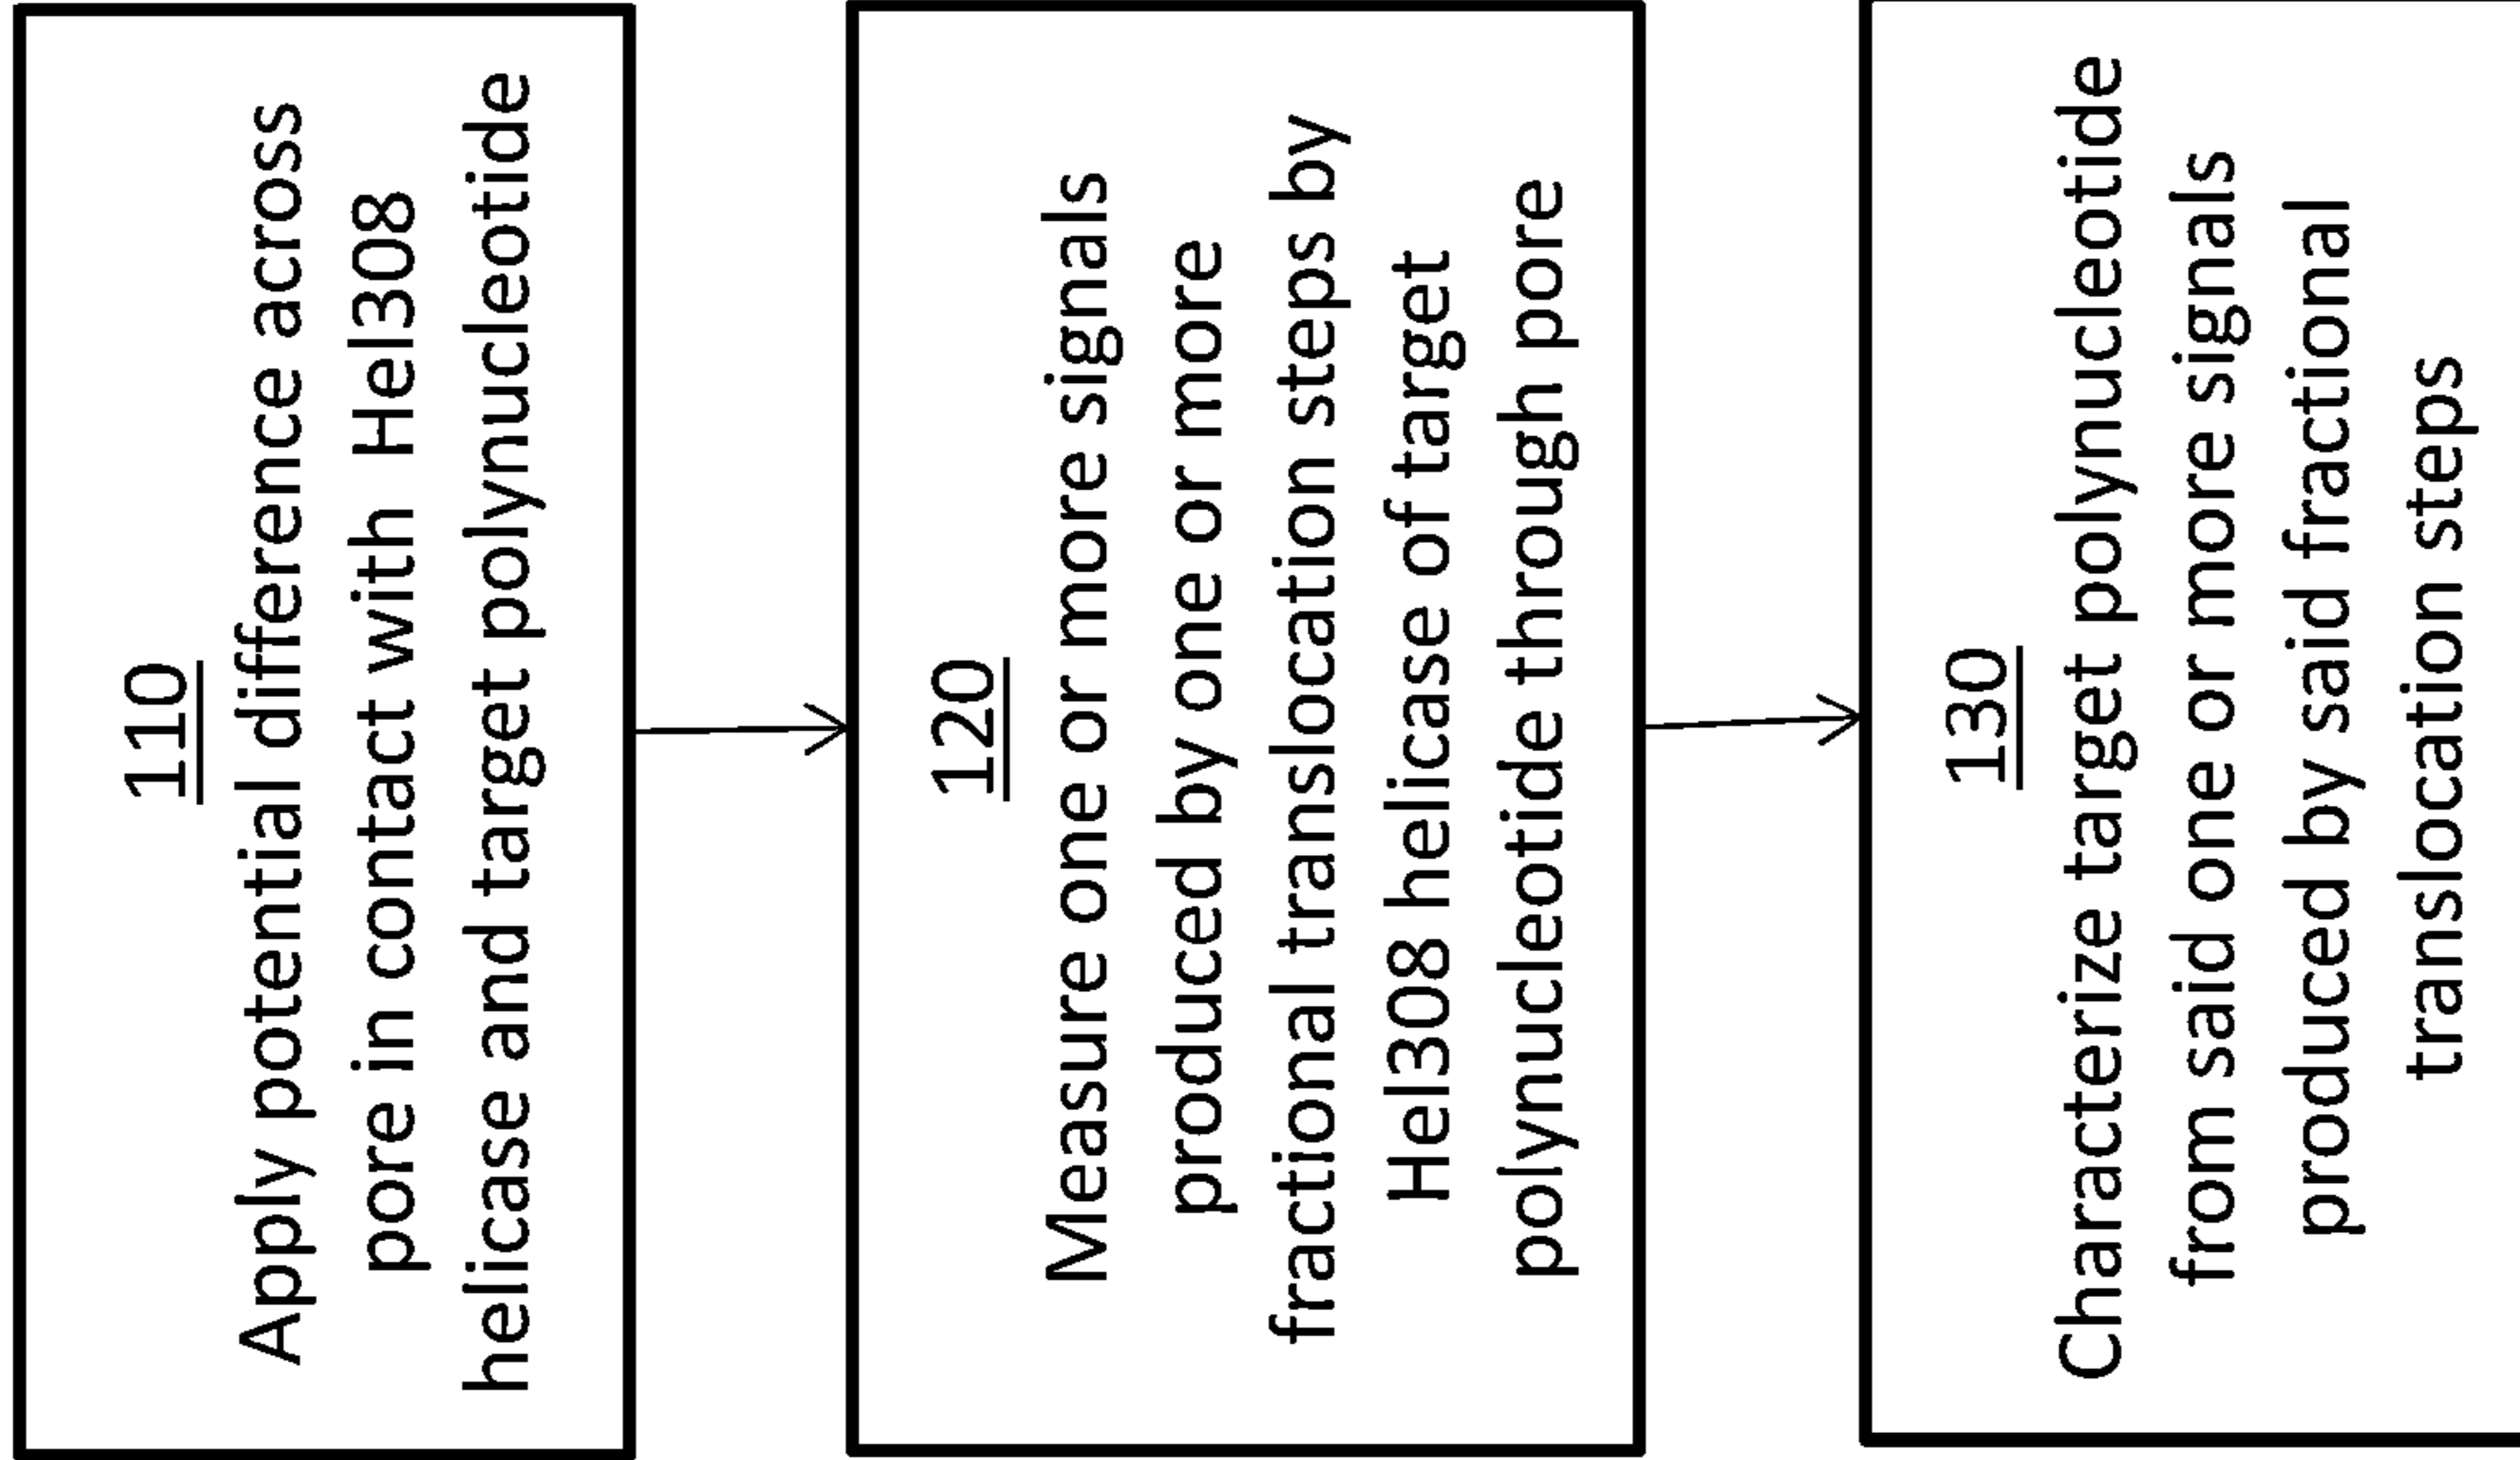 110
Apply potential difference across
pore in contact with Hel308
helicase and target polynucleotide
120
Measure one or more signals
produced by one or more
fractional translocation steps by
Hel308 helicase of target
polynucleotide through pore
130
Characterize target polynucleotide
from said one or more signals
produced by said fractional
translocation steps